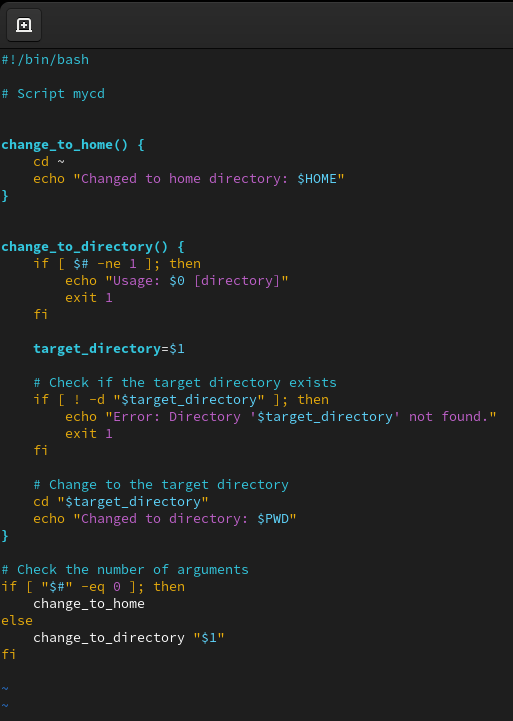 #!/bin/bash

# Script mycd


change_to_home() {
    cd ~
    echo "Changed to home directory: $HOME"
}


change_to_directory() {
    if [ $# -ne 1 ]; then
        echo "Usage: $0 [directory]"
        exit 1
    fi

    target_directory=$1

    # Check if the target directory exists
    if [ ! -d "$target_directory" ]; then
        echo "Error: Directory '$target_directory' not found."
        exit 1
    fi

    # Change to the target directory
    cd "$target_directory"
    echo "Changed to directory: $PWD"
}

# Check the number of arguments
if [ "$#" -eq 0 ]; then
    change_to_home
else
    change_to_directory "$1"
fi

~
~